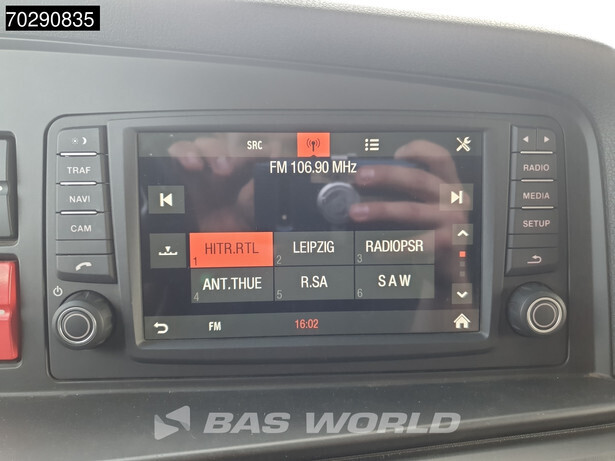 70290835
SRC
FM 106.90 MHz
TRAF
NAVI
CAM
RADIO
MEDIA
SETUP
1 HITR.RTL
2 LEIPZIG
3 RADIOPSR
4 ANT.THUE
5 R.SA
6 S A W
FM 16:02
BAS WORLD